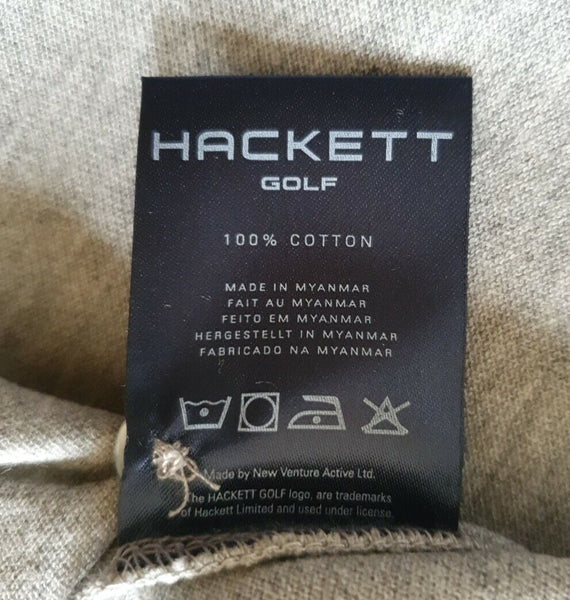 HACKETT
GOLF
100% COTTON
MADE IN MYANMAR
FAIT AU MYANMAR
FEITO EM MYANMAR
HERGESTELLT IN MYANMAR
FABRICADO NA MYANMAR
Made by New Venture Active Ltd.
The HACKETT GOLF logo, are trademarks
of Hackett Limited and used under license.